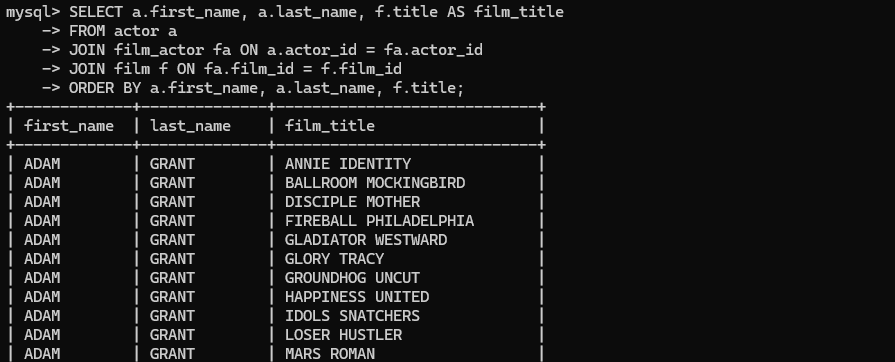 mysql> SELECT a.first_name, a.last_name, f.title AS film_title
    -> FROM actor a
    -> JOIN film_actor fa ON a.actor_id = fa.actor_id
    -> JOIN film f ON fa.film_id = f.film_id
    -> ORDER BY a.first_name, a.last_name, f.title;
+-------------+--------------+-----------------------------+
| first_name  | last_name    | film_title                  |
+-------------+--------------+-----------------------------+
| ADAM        | GRANT        | ANNIE IDENTITY              |
| ADAM        | GRANT        | BALLROOM MOCKINGBIRD        |
| ADAM        | GRANT        | DISCIPLE MOTHER             |
| ADAM        | GRANT        | FIREBALL PHILADELPHIA       |
| ADAM        | GRANT        | GLADIATOR WESTWARD          |
| ADAM        | GRANT        | GLORY TRACY                 |
| ADAM        | GRANT        | GROUNDHOG UNCUT             |
| ADAM        | GRANT        | HAPPINESS UNITED            |
| ADAM        | GRANT        | IDOLS SNATCHERS             |
| ADAM        | GRANT        | LOSER HUSTLER               |
| ADAM        | GRANT        | MARS ROMAN                  |